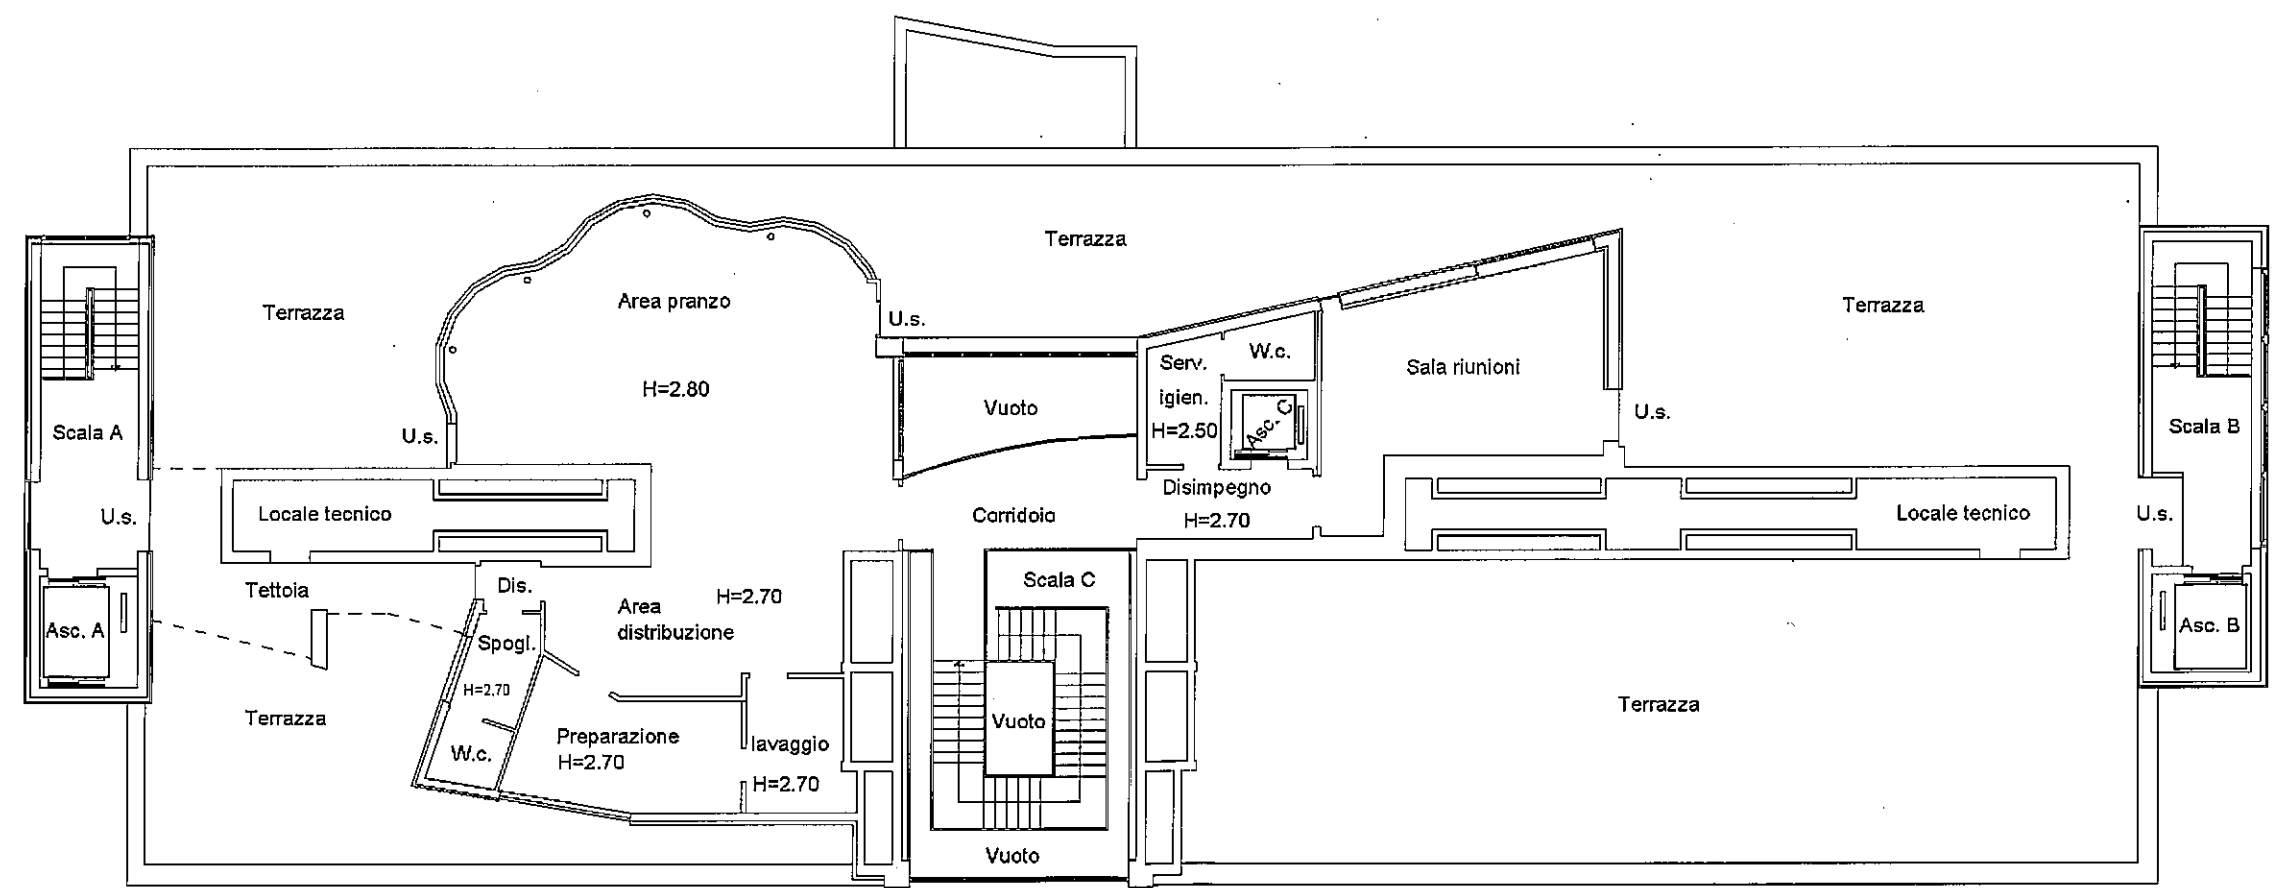 Terrazza
Area pranzo
Terrazza
Terrazza
U.s.
W.c.
Serv.
igien.
H=2.50
Sala riunioni
H=2.80
Vuoto
Asc. C
U.s.
Scala A
U.s.
Scala B
Disimpegno
H=2.70
Corridoio
Locale tecnico
U.s.
Locale tecnico
U.s.
Tettoia
Dis.
Scala C
Area
distribuzione
H=2.70
Asc. A
Spogl.
H=2.70
Asc. B
Terrazza
W.c.
Preparazione
H=2.70
lavaggio
H=2.70
Vuoto
Terrazza
Vuoto